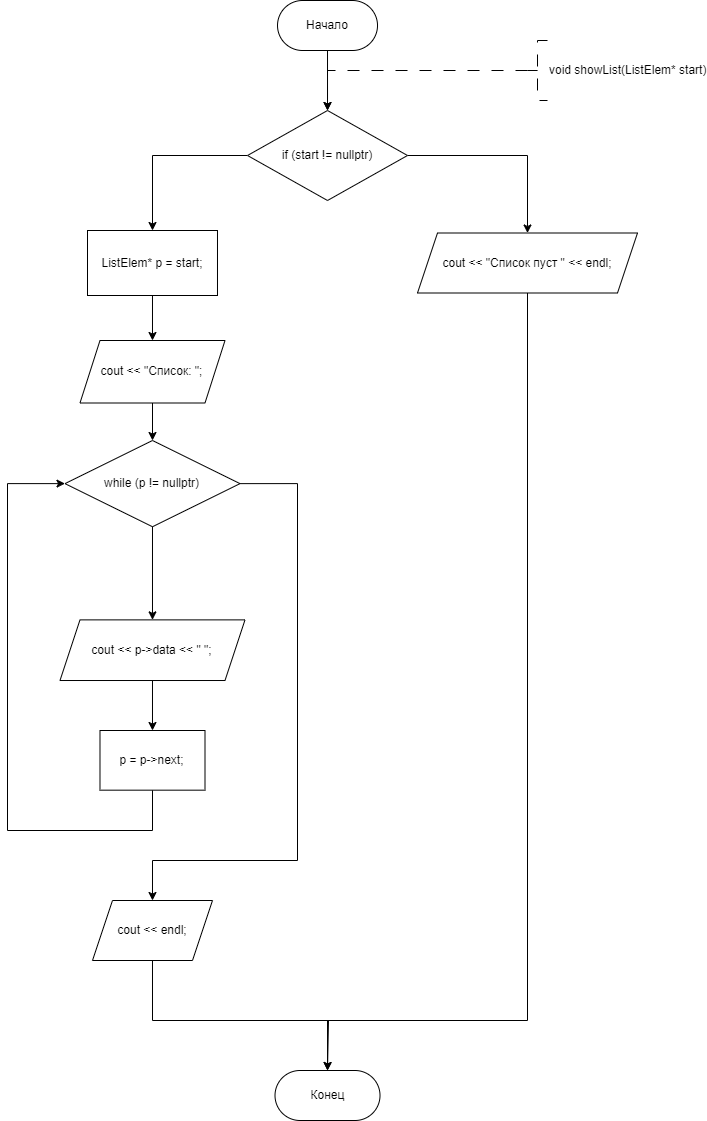 Начало
void showList(ListElem* start)
if (start != nullptr)
ListElem* p = start;
cout << "Список пуст " << endl;
cout << "Список: ";
while (p != nullptr)
cout << p->data << " ";
p = p->next;
cout << endl;
Конец